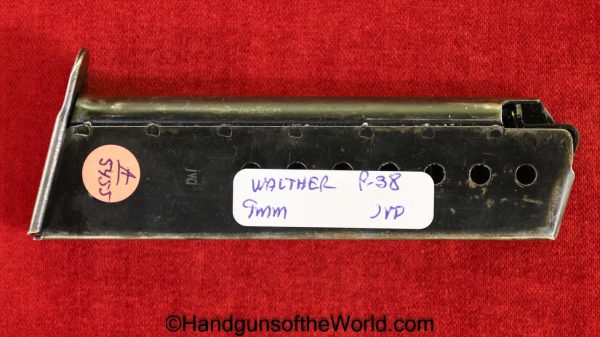 A
5455
WALTHER P-38
9mm JVD
©HandgunsoftheWorld.com